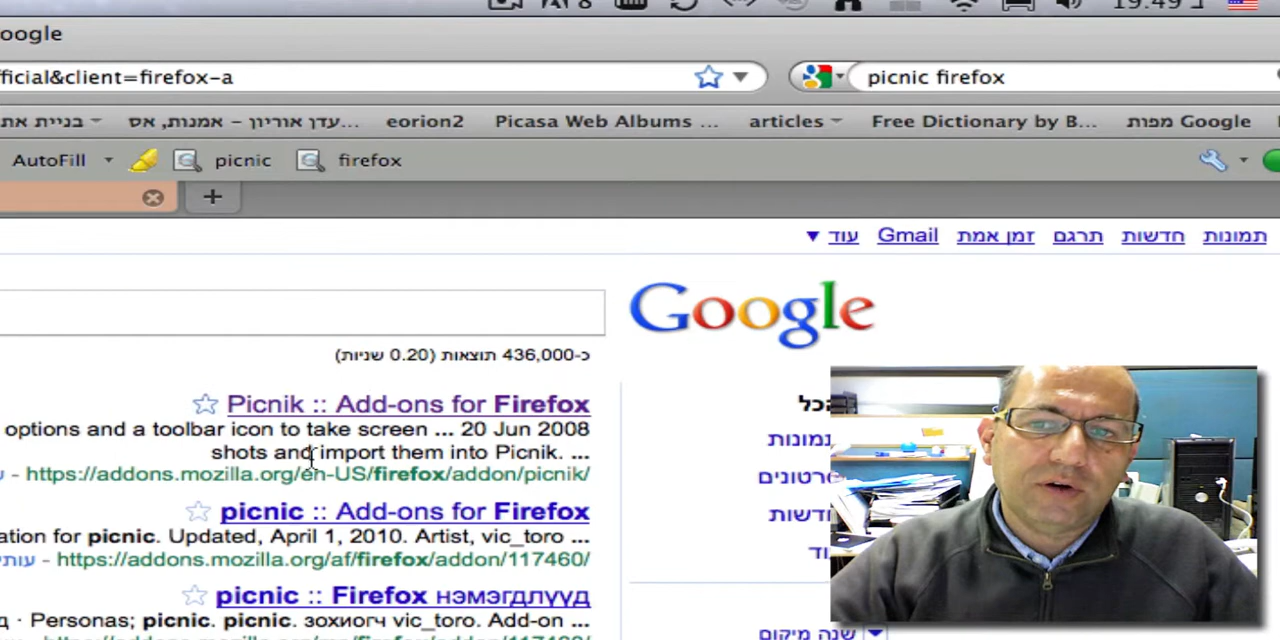 19:49 ב
oogle
fficial&client=firefox-a
picnic firefox
בניית את
עדן אוריון - אמנות, אס...
eorion2
Picasa Web Albums ...
articles
Free Dictionary by B...
מפות Google
AutoFill
picnic
firefox
תמונות
חדשות
תרגם
זמן אמת
Gmail
עוד
Google
כ-436,000 תוצאות (0.20 שניות)
Picnik :: Add-ons for Firefox
options and a toolbar icon to take screen ... 20 Jun 2008
shots and import them into Picnik. ...
https://addons.mozilla.org/en-US/firefox/addon/picnik/
picnic :: Add-ons for Firefox
ation for picnic. Updated, April 1, 2010. Artist, vic_toro ...
עותי - https://addons.mozilla.org/af/firefox/addon/117460/
picnic :: Firefox нэмэгдлүүд
д · Personas; picnic. picnic. зохиогч vic_toro. Add-on ...
הכל
תמונות
סרטונים
חדשות
עוד
שנה מיקום